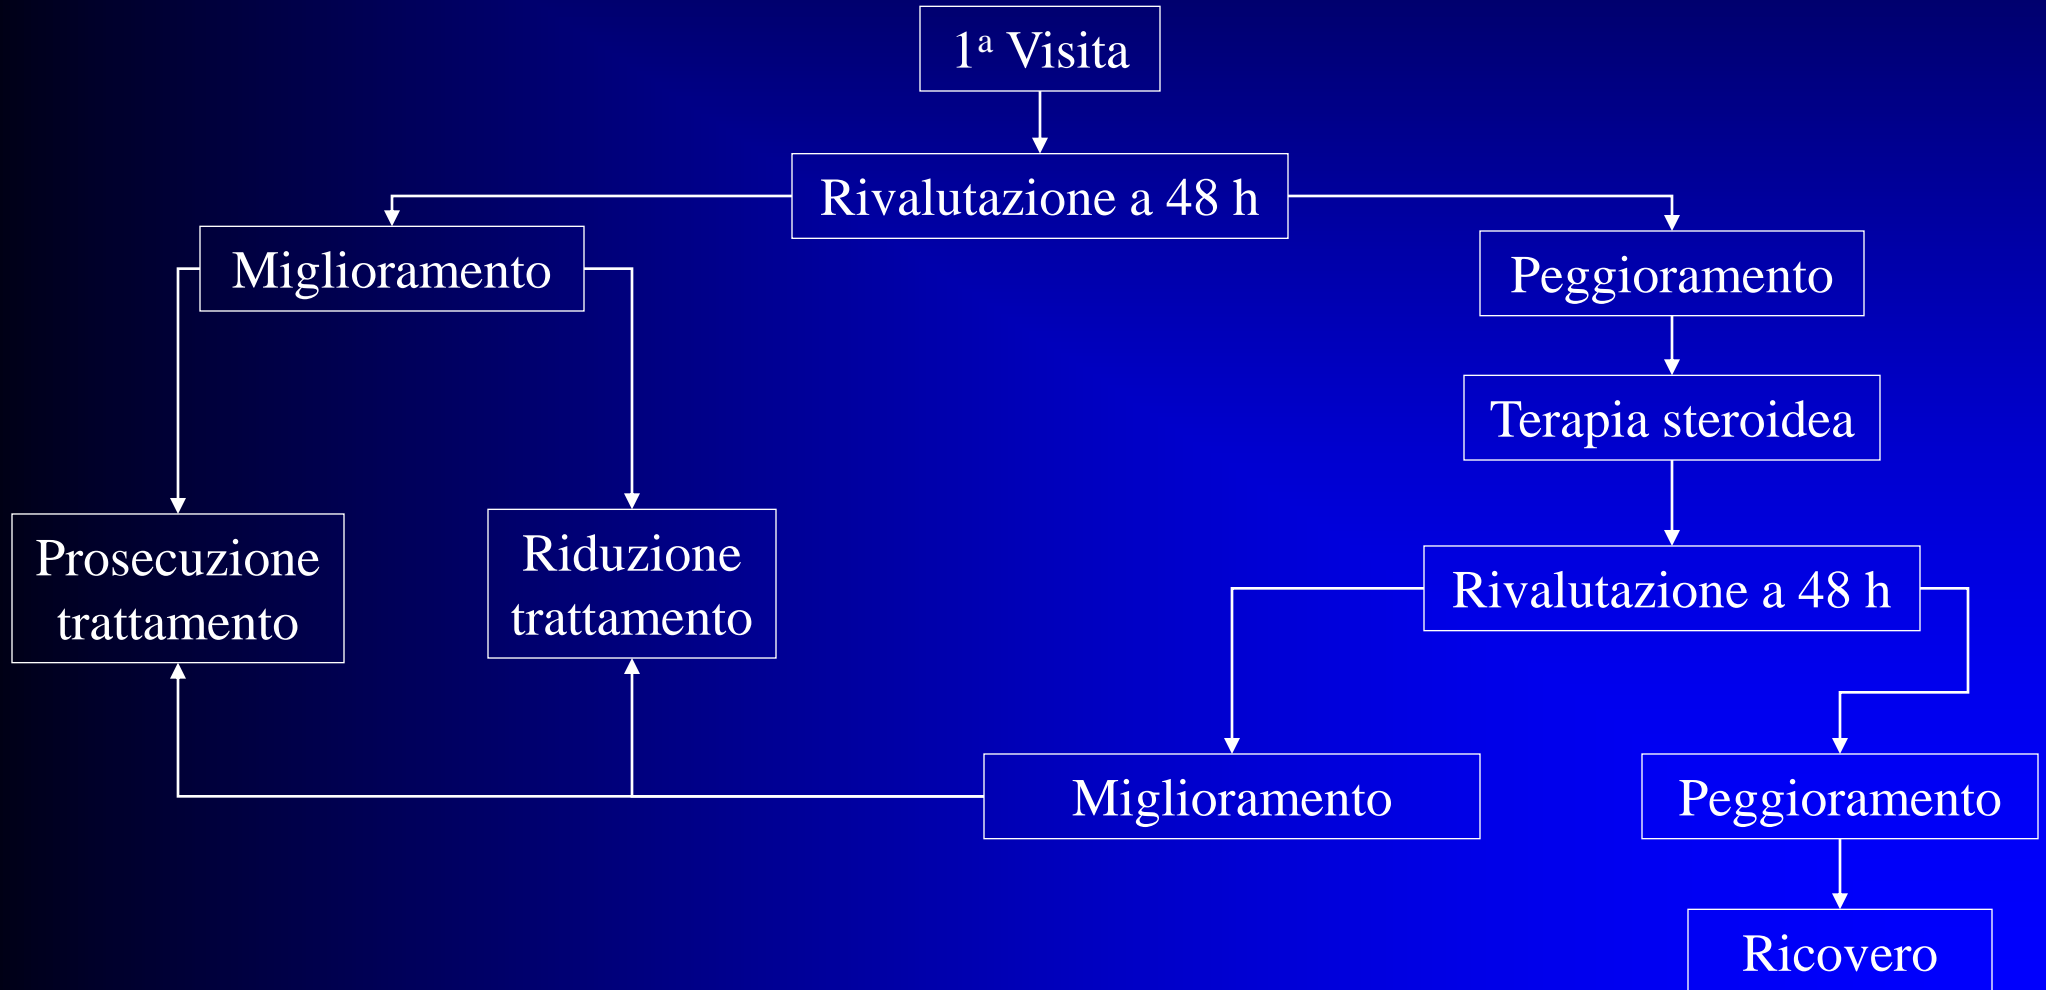 1ª Visita
Rivalutazione a 48 h
Miglioramento
Peggioramento
Terapia steroidea
Prosecuzione
trattamento
Riduzione
trattamento
Rivalutazione a 48 h
Miglioramento
Peggioramento
Ricovero